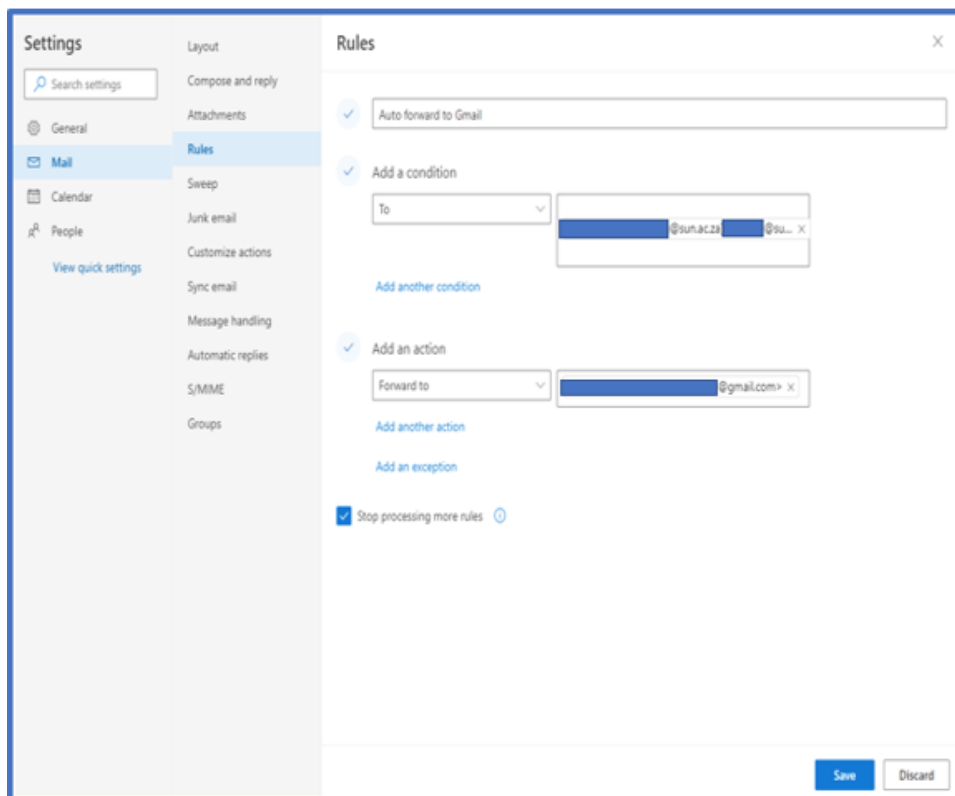 Settings
Search settings
General
Mail
Calendar
People
View quick settings
Layout
Compose and reply
Attachments
Rules
Sweep
Junk email
Customize actions
Sync email
Message handling
Automatic replies
S/MIME
Groups
Rules
Auto forward to Gmail
Add a condition
To
@sun.ac.za @su...
Add another condition
Add an action
Forward to
@gmail.com>
Add another action
Add an exception
Stop processing more rules
Save
Discard